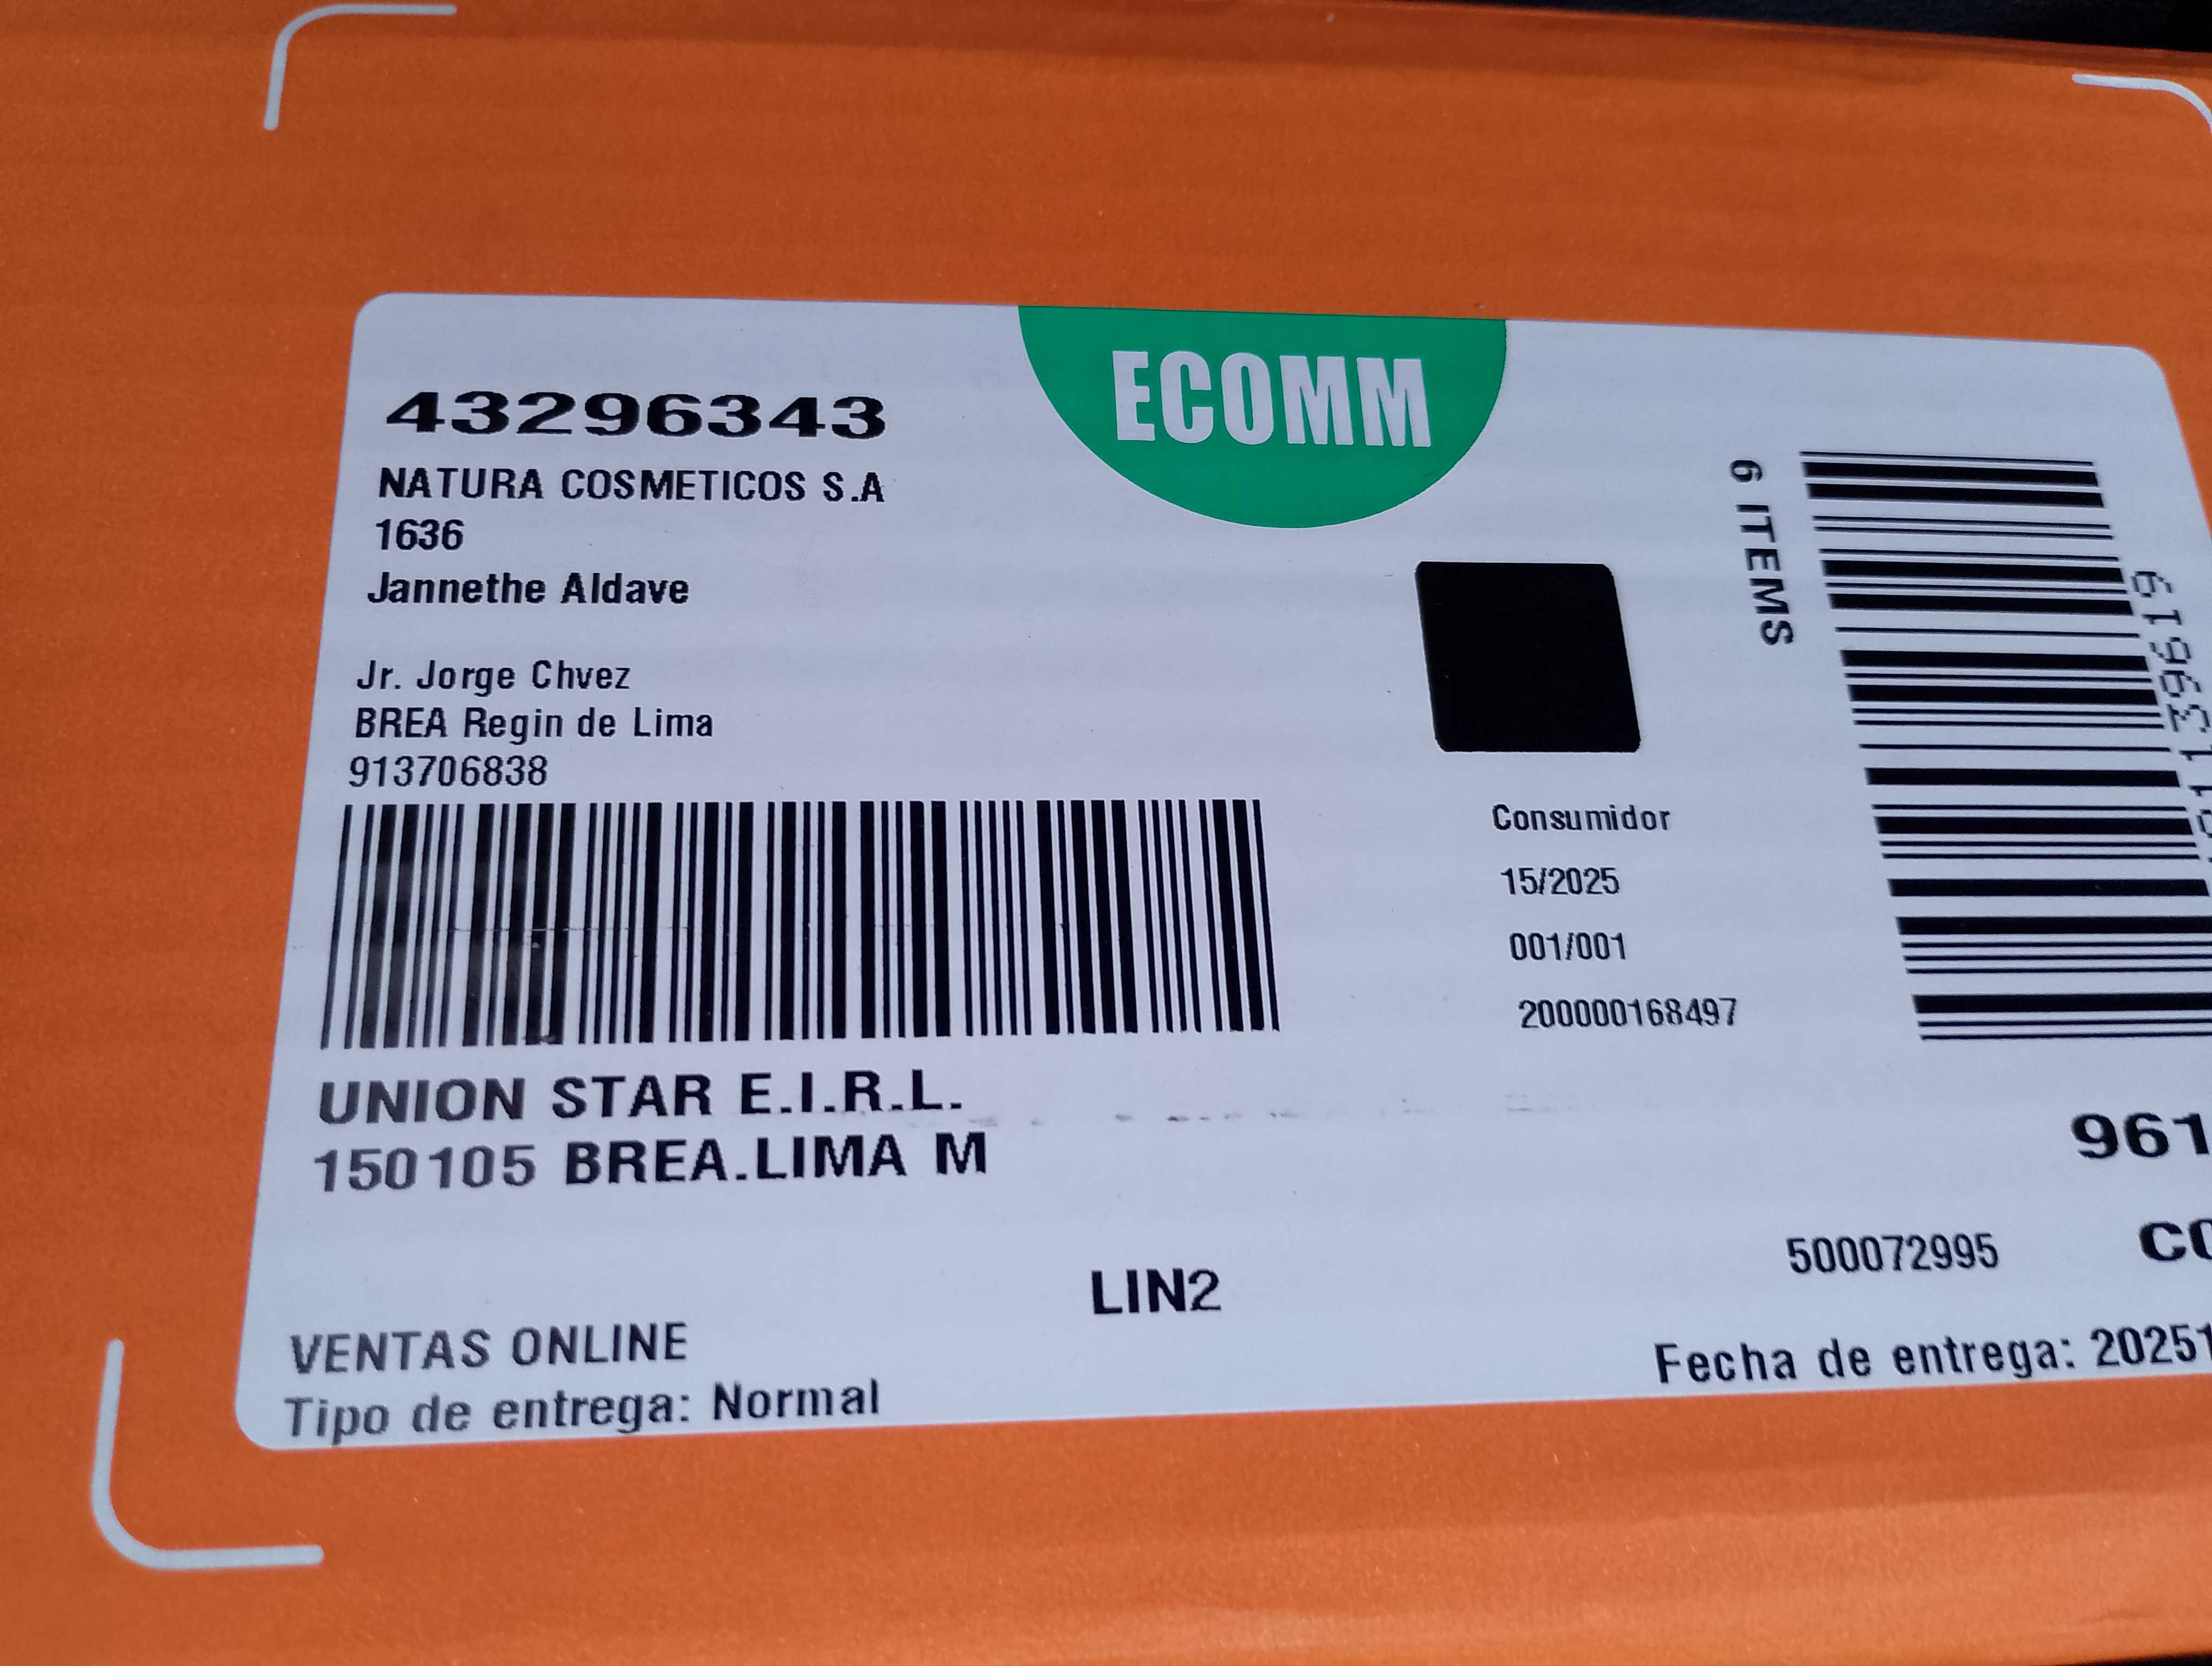 ECOMM
43296343
NATURA COSMETICOS S.A
1636
Jannethe Aldave
Jr. Jorge Chvez
BREA Regin de Lima
913706838
6 ITEMS
Consumidor
15/2025
001/001
200000168497
UNION STAR E.I.R.L.
150105 BREA.LIMA M
961
500072995
LIN2
VENTAS ONLINE
Tipo de entrega: Normal
Fecha de entrega: 20251